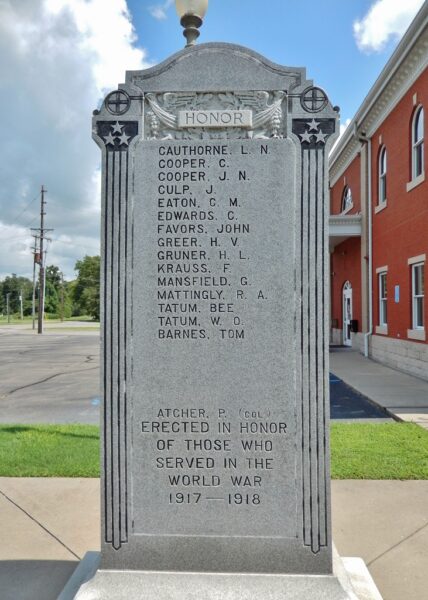 HONOR
CAUTHORNE, L. N.
COOPER, C.
COOPER, J. N.
CULP, J.
EATON, C. M.
EDWARDS, C.
FAVORS, JOHN
GREER, H. V.
GRUNER, H. L.
KRAUSS, F.
MANSFIELD, G.
MATTINGLY, R. A.
TATUM, BEE
TATUM, W. O.
BARNES, TOM
ATCHER, P. (COL)
ERECTED IN HONOR
OF THOSE WHO
SERVED IN THE
WORLD WAR
1917—1918